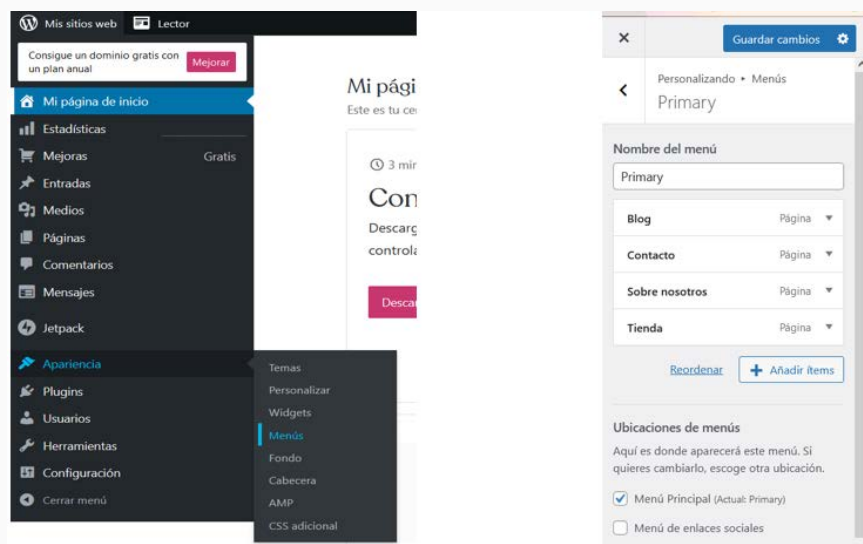 Mis sitios web Lector
Consigue un dominio gratis con
un plan anual
Mejorar
Mi página de inicio
Estadísticas
Mejoras Gratis
Entradas
Medios
Páginas
Comentarios
Mensajes
Jetpack
Apariencia
Plugins
Usuarios
Herramientas
Configuración
Cerrar menú
Temas
Personalizar
Widgets
Menús
Fondo
Cabecera
AMP
CSS adicional
Mi pági
Este es tu ce
3 mir
Con
Descarg
controla
Desca
Guardar cambios
Personalizando • Menús
Primary
Nombre del menú
Primary
Blog Página
Contacto Página
Sobre nosotros Página
Tienda Página
Reordenar + Añadir ítems
Ubicaciones de menús
Aquí es donde aparecerá este menú. Si
quieres cambiarlo, escoge otra ubicación.
Menú Principal (Actual: Primary)
Menú de enlaces sociales